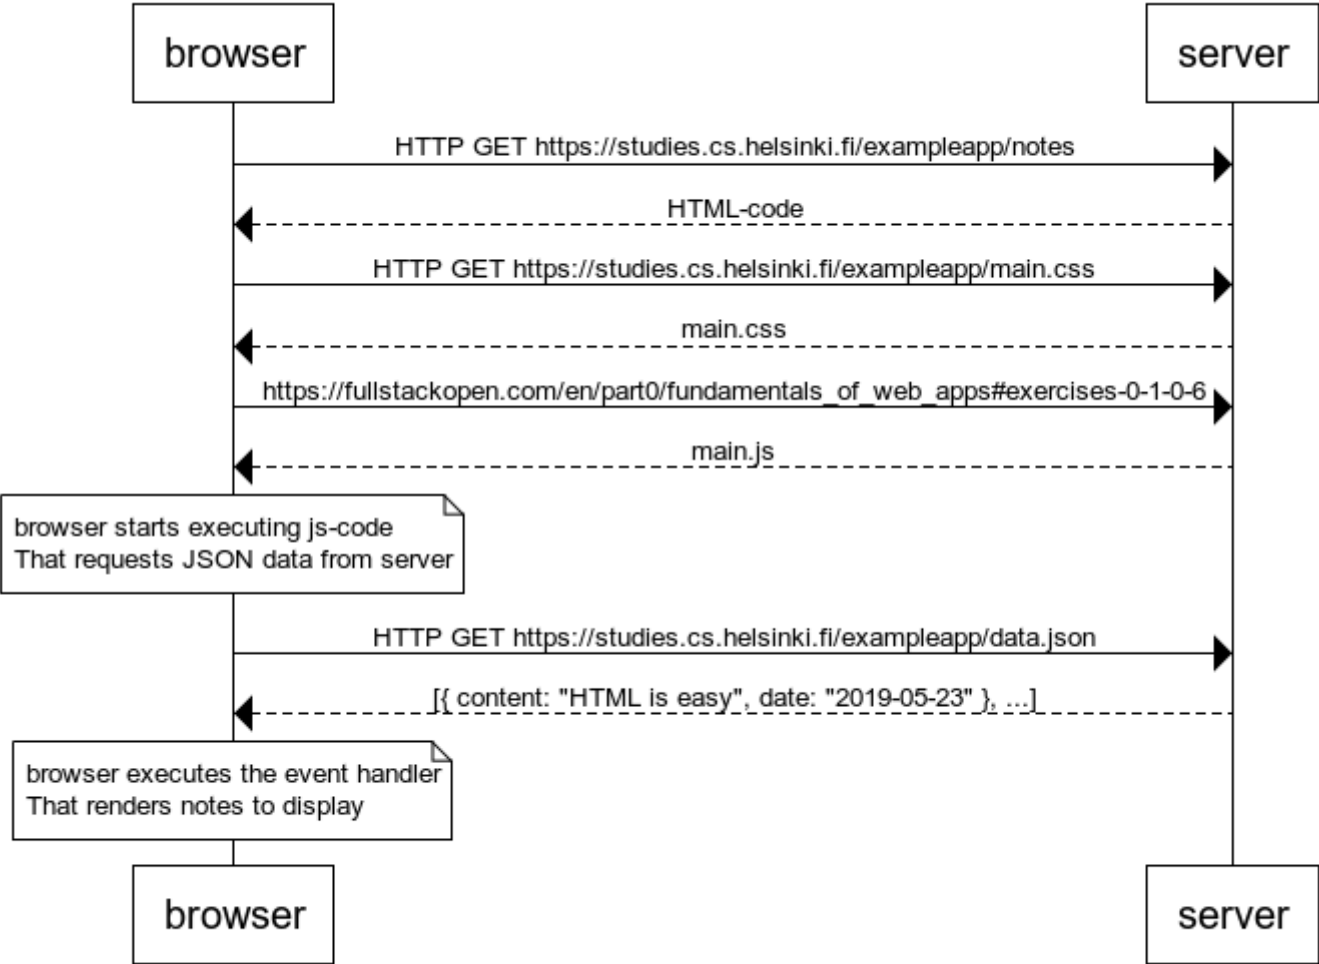 browser
server
HTTP GET https://studies.cs.helsinki.fi/exampleapp/notes
HTML-code
HTTP GET https://studies.cs.helsinki.fi/exampleapp/main.css
main.css
https://fullstackopen.com/en/part0/fundamentals_of_web_apps#exercises-0-1-0-6
main.js
browser starts executing js-code
That requests JSON data from server
HTTP GET https://studies.cs.helsinki.fi/exampleapp/data.json
[{ content: "HTML is easy", date: "2019-05-23" }, ...]
browser executes the event handler
That renders notes to display
browser
server